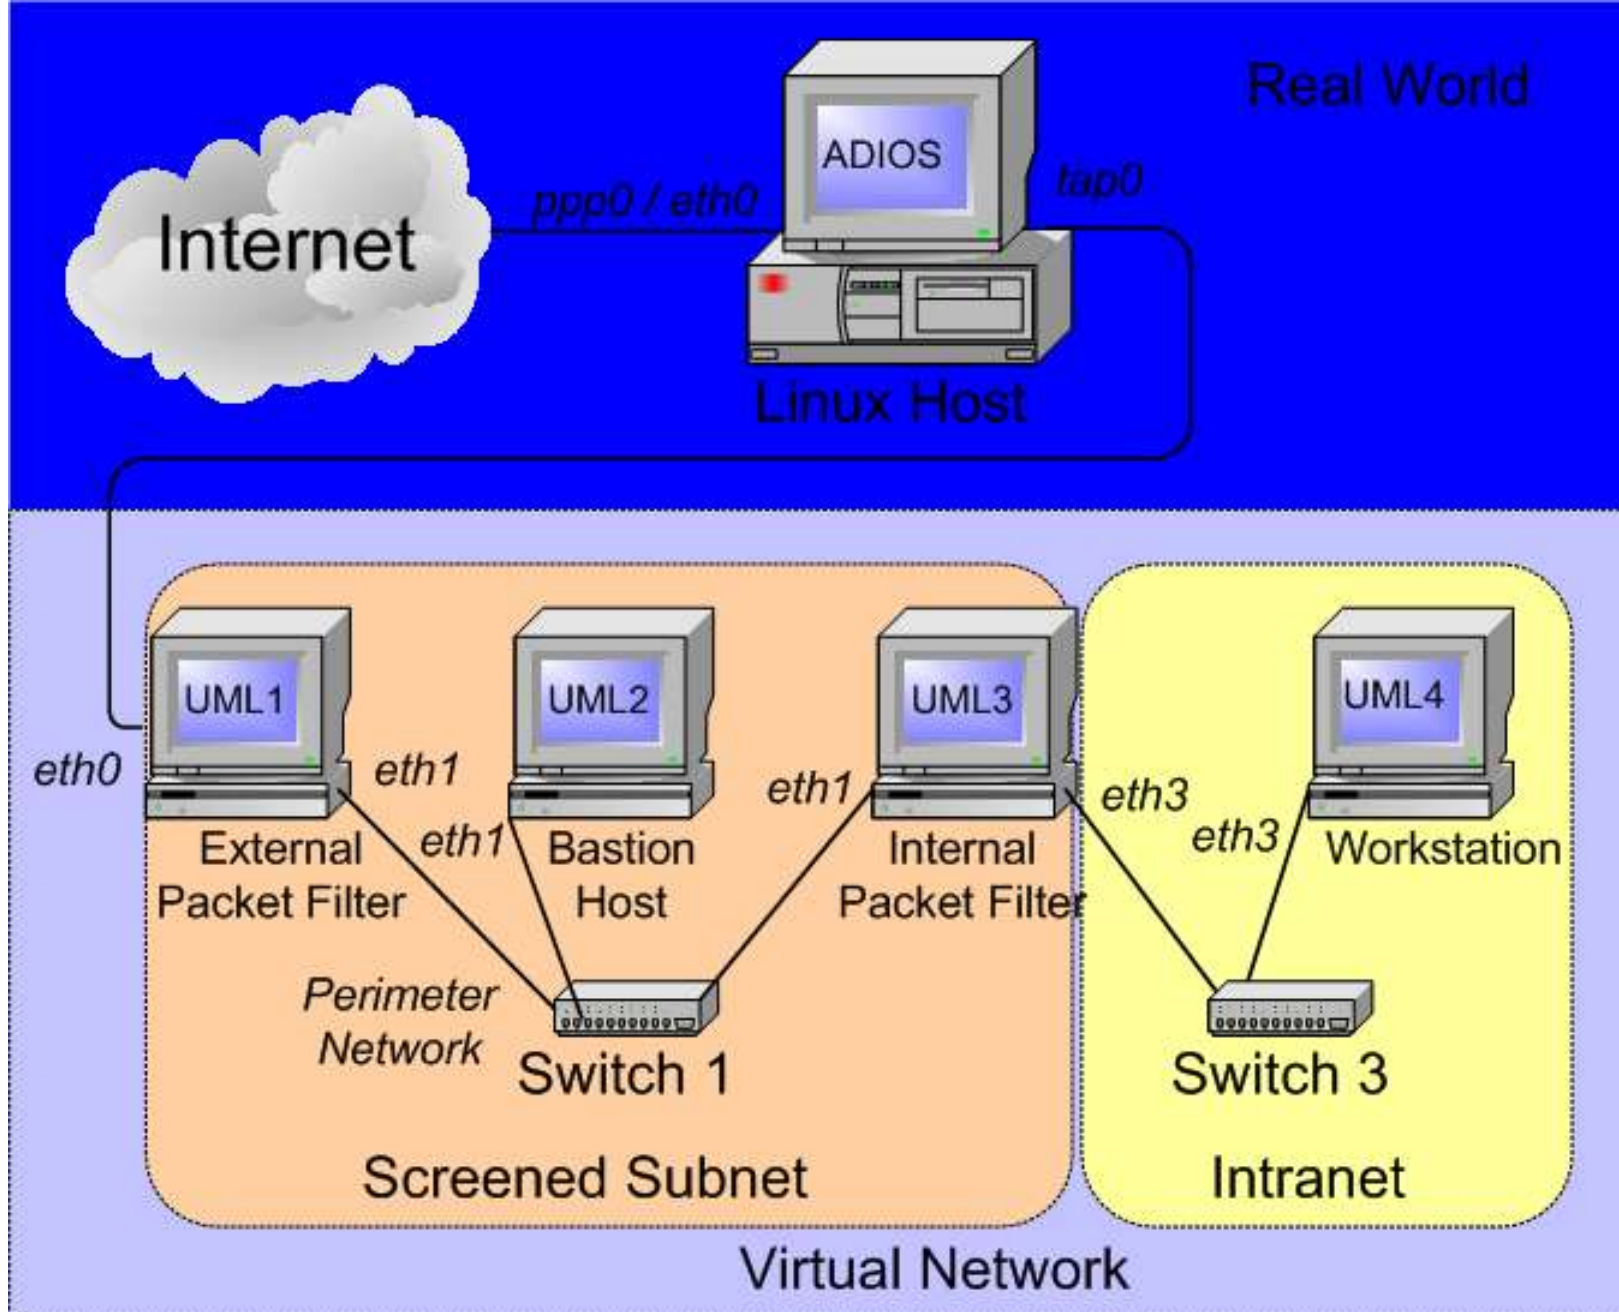 Real World
ADIOS
ppp0 / eth0
tap0
Internet
Linux Host
UML1
UML2
UML3
UML4
eth0
eth1
eth1
eth1
eth3
eth3
External
Packet Filter
Bastion
Host
Internal
Packet Filter
Workstation
Perimeter
Network
Switch 1
Switch 3
Screened Subnet
Intranet
Virtual Network